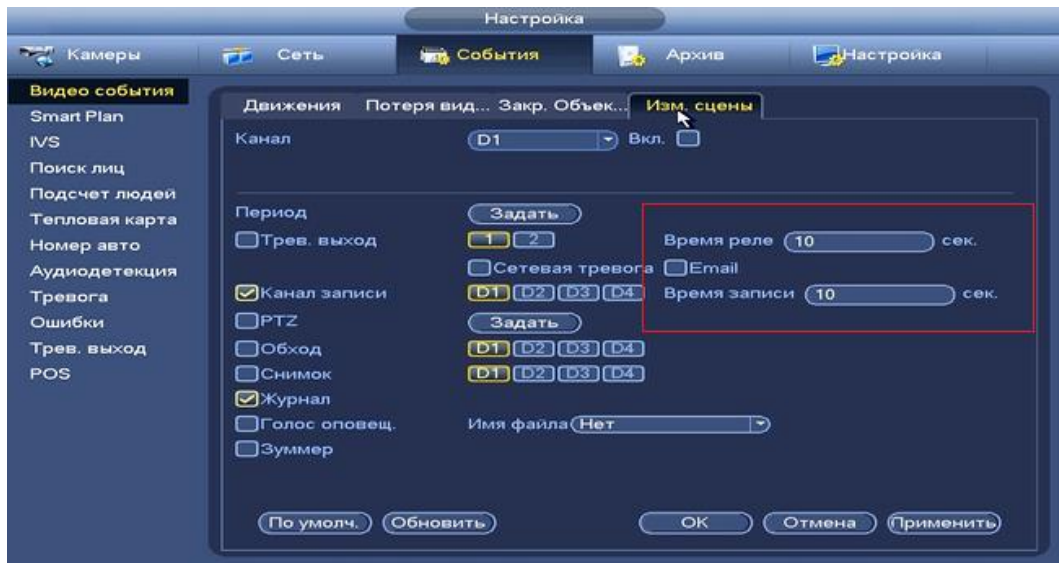 Настройка
Камеры Сеть События Архив Настройка
Видео события
Smart Plan
IVS
Поиск лиц
Подсчет людей
Тепловая карта
Номер авто
Аудиодетекция
Тревога
Ошибки
Трев. выход
POS
Движения Потеря вид... Закр. Объек... Изм. сцены
Канал D1 Вкл.
Период Задать
Трев. выход 1 2 Время реле 10 сек.
Сетевая тревога Email
Канал записи D1 D2 D3 D4 Время записи 10 сек.
PTZ Задать
Обход D1 D2 D3 D4
Снимок D1 D2 D3 D4
Журнал
Голос оповещ. Имя файла Нет
Зуммер
По умолч. Обновить OK Отмена Применить